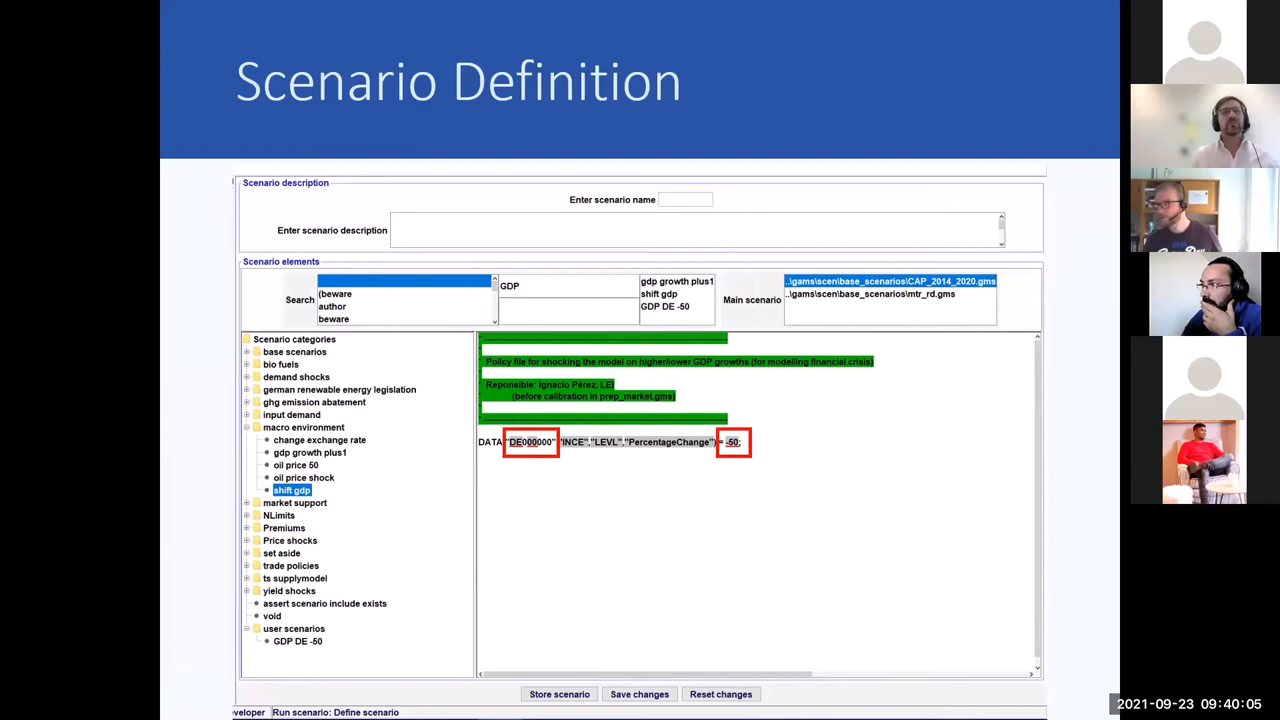 Scenario Definition
Scenario description
Enter scenario name
Enter scenario description
Scenario elements
Search
(beware
author
beware
GDP
gdp growth plus1
shift gdp
GDP DE -50
Main scenario
..\gams\scen\base_scenarios\CAP_2014_2020.gms
..\gams\scen\base_scenarios\mtr_rd.gms
Scenario categories
base scenarios
bio fuels
demand shocks
german renewable energy legislation
ghg emission abatement
input demand
macro environment
change exchange rate
gdp growth plus1
oil price 50
oil price shock
shift gdp
market support
NLimits
Premiums
Price shocks
set aside
trade policies
ts supplymodel
yield shocks
assert scenario include exists
void
user scenarios
GDP DE -50
Policy file for shocking the model on higher/lower GDP growths (for modelling financial crisis)
Reponsible: Ignacio Pérez, LEI
(before calibration in prep_market.gms)
DATA("DE000000","INCE","LEVL","PercentageChange") = -50;
Store scenario
Save changes
Reset changes
eveloper
Run scenario: Define scenario
2021-09-23 09:40:05